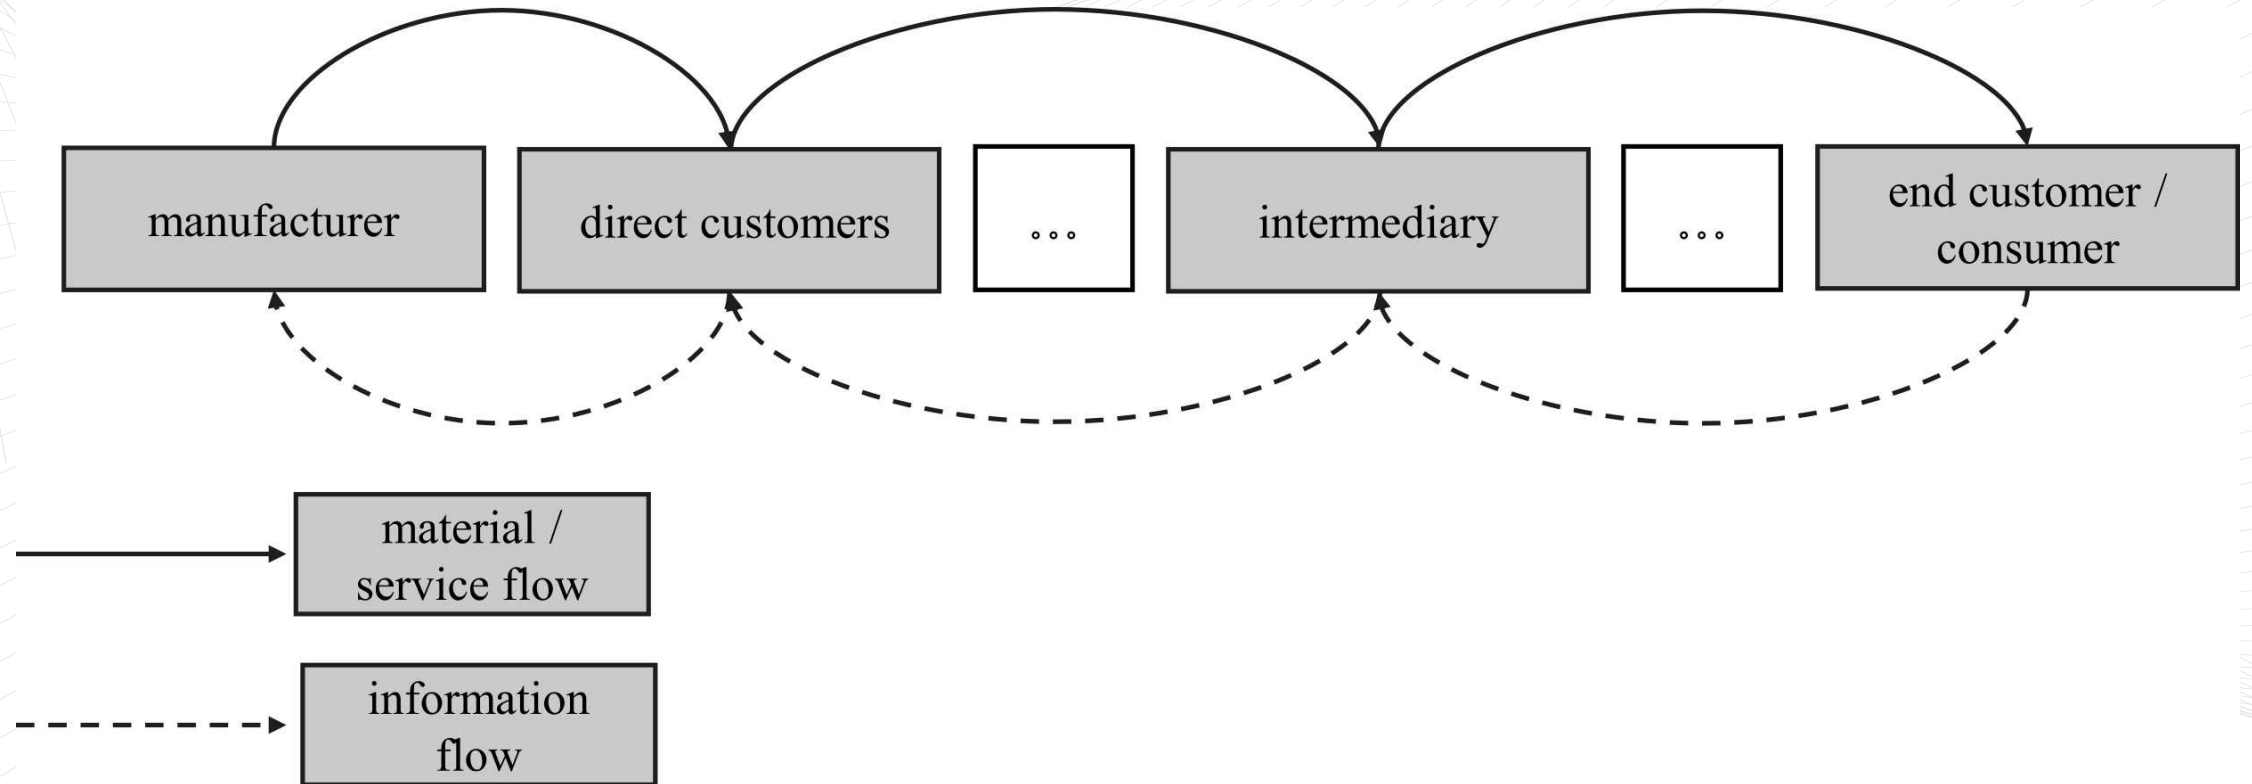 manufacturer
direct customers
...
intermediary
...
end customer /
consumer
material /
service flow
information
flow